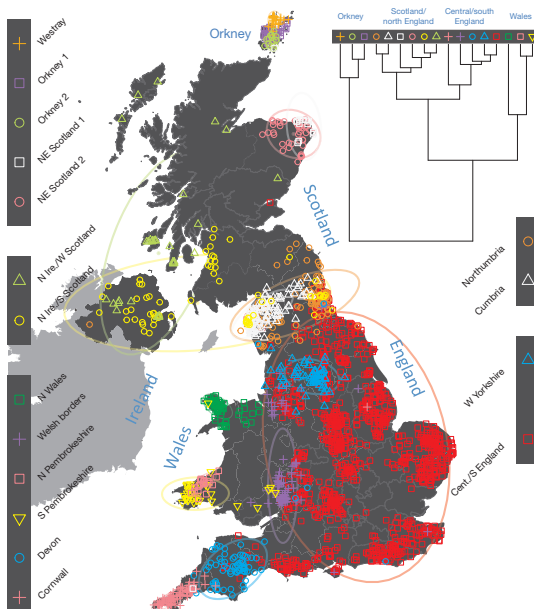 Westray
Orkney 1
Orkney 2
NE Scotland 1
NE Scotland 2
N Ire./W Scotland
N Ire./S Scotland
N Wales
Welsh borders
N Pembrokeshire
S Pembrokeshire
Devon
Cornwall
Orkney
Scotland
Ireland
Wales
England
Orkney
Scotland/
north England
Central/south
England
Wales
Northumbria
Cumbria
W Yorkshire
Cent./S England